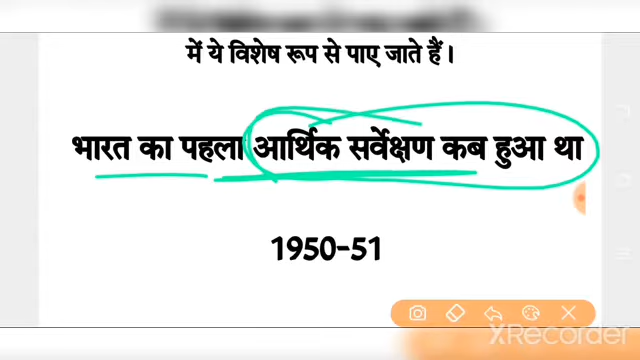 में ये विशेष रूप से पाए जाते हैं।
भारत का पहला आर्थिक सर्वेक्षण कब हुआ था
1950-51
XRecorder